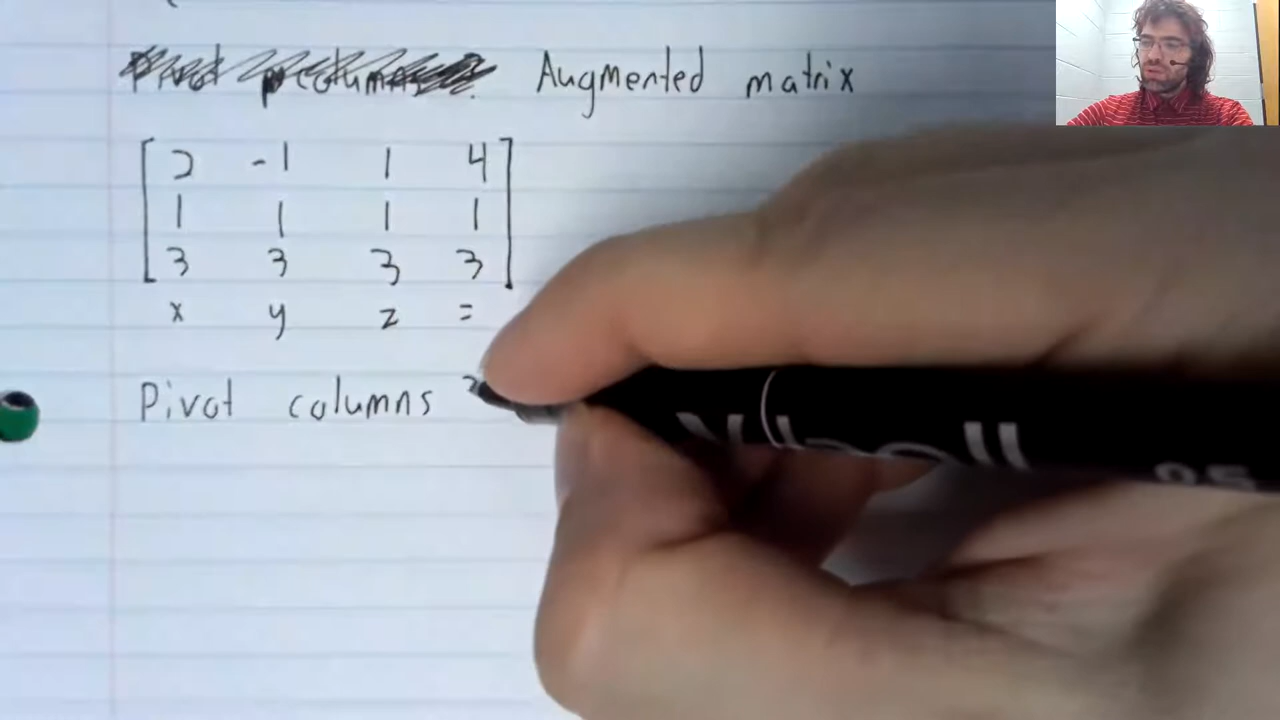 Augmented matrix
2 -1 1 4
1 1 1 1
3 3 3 3
x y z =
Pivot columns